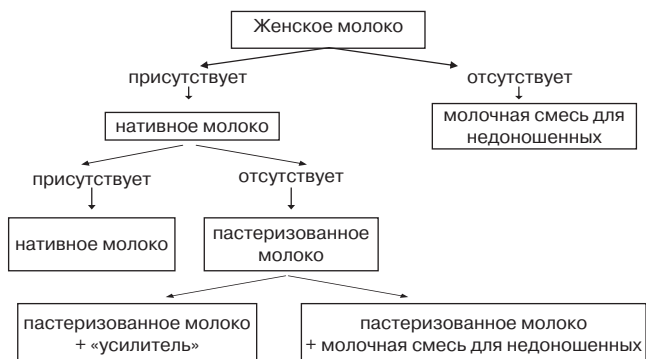 Женское молоко
присутствует
отсутствует
нативное молоко
молочная смесь для
недоношенных
присутствует
отсутствует
нативное молоко
пастеризованное
молоко
пастеризованное молоко
+ «усилитель»
пастеризованное молоко
+ молочная смесь для недоношенных